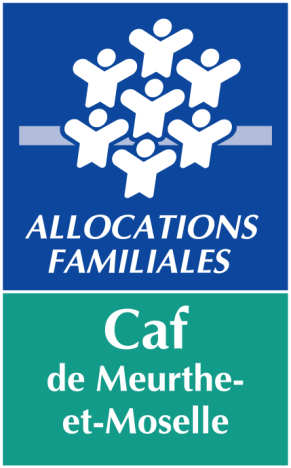 ALLOCATIONS
FAMILIALES
Caf
de Meurthe-
et-Moselle